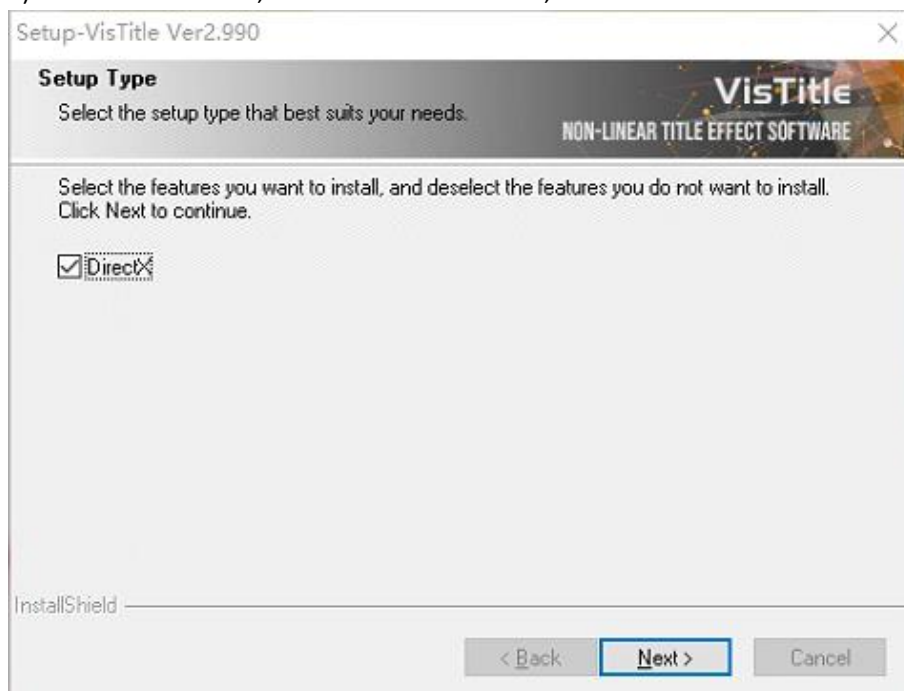 Setup-VisTitle Ver2.990
Setup Type
Select the setup type that best suits your needs.
VisTitle
NON-LINEAR TITLE EFFECT SOFTWARE
Select the features you want to install, and deselect the features you do not want to install.
Click Next to continue.
DirectX
InstallShield
< Back Next > Cancel